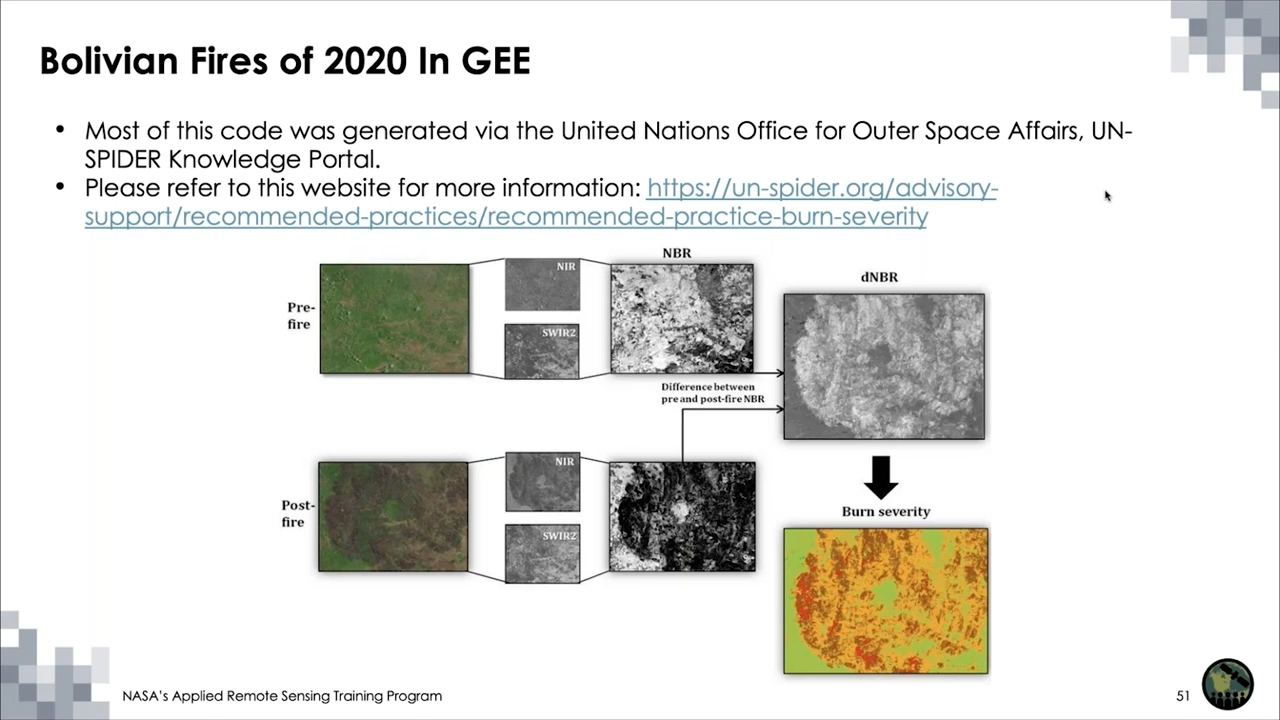 Bolivian Fires of 2020 In GEE
• Most of this code was generated via the United Nations Office for Outer Space Affairs, UN-
SPIDER Knowledge Portal.
• Please refer to this website for more information: https://un-spider.org/advisory-
support/recommended-practices/recommended-practice-burn-severity
NBR
NIR
dNBR
Pre-
fire
SWIR2
Difference between
pre and post-fire NBR
NIR
Post-
fire
Burn severity
SWIR2
NASA's Applied Remote Sensing Training Program
51